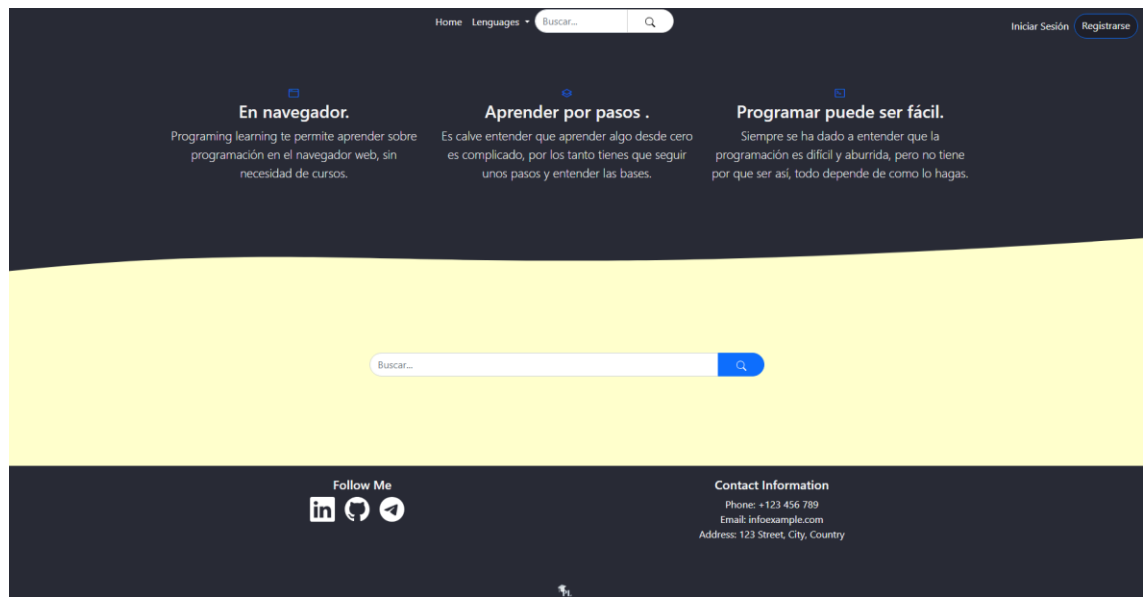 Home Lenguages Buscar...
Iniciar Sesión Registrarse
En navegador.
Programing learning te permite aprender sobre
programación en el navegador web, sin
necesidad de cursos.
Aprender por pasos .
Es calve entender que aprender algo desde cero
es complicado, por los tanto tienes que seguir
unos pasos y entender las bases.
Programar puede ser fácil.
Siempre se ha dado a entender que la
programación es difícil y aburrida, pero no tiene
por que ser así, todo depende de como lo hagas.
Buscar...
Follow Me
in
Contact Information
Phone: +123 456 789
Email: infoexample.com
Address: 123 Street, City, Country
PL